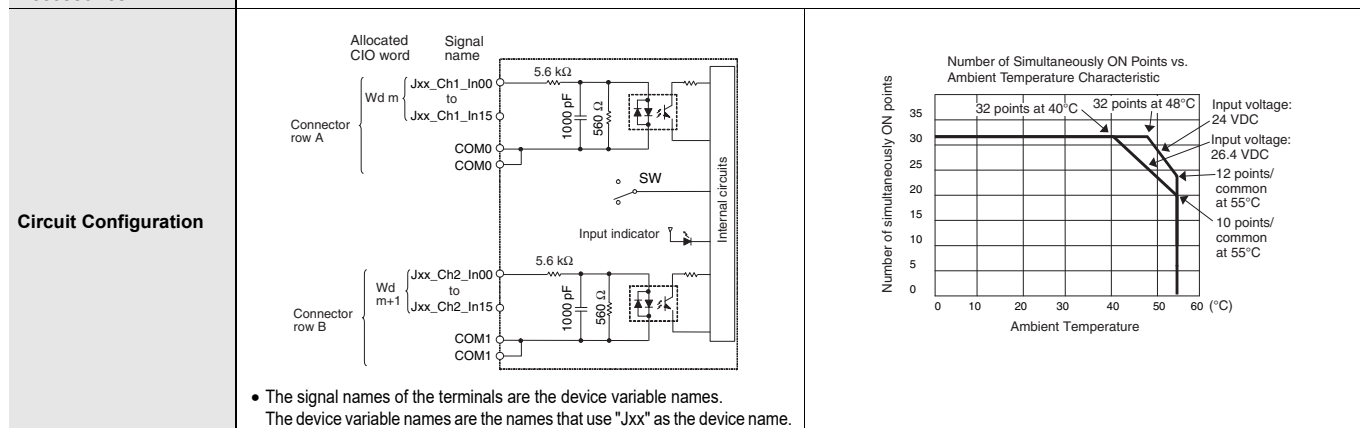 Circuit Configuration
Allocated
CIO word
Signal
name
Connector
row A
Wd m
Jxx_Ch1_In00
to
Jxx_Ch1_In15
COM0
COM0
5.6 kΩ
1000 pF
560 Ω
SW
Input indicator
Internal circuits
Connector
row B
Wd
m+1
Jxx_Ch2_In00
to
Jxx_Ch2_In15
COM1
COM1
5.6 kΩ
1000 pF
560 Ω
• The signal names of the terminals are the device variable names.
The device variable names are the names that use "Jxx" as the device name.
Number of Simultaneously ON Points vs.
Ambient Temperature Characteristic
Number of simultaneously ON points
35
30
25
20
15
10
5
0
32 points at 40°C
32 points at 48°C
Input voltage:
24 VDC
Input voltage:
26.4 VDC
12 points/
common
at 55°C
10 points/
common
at 55°C
0 10 20 30 40 50 60 (°C)
Ambient Temperature